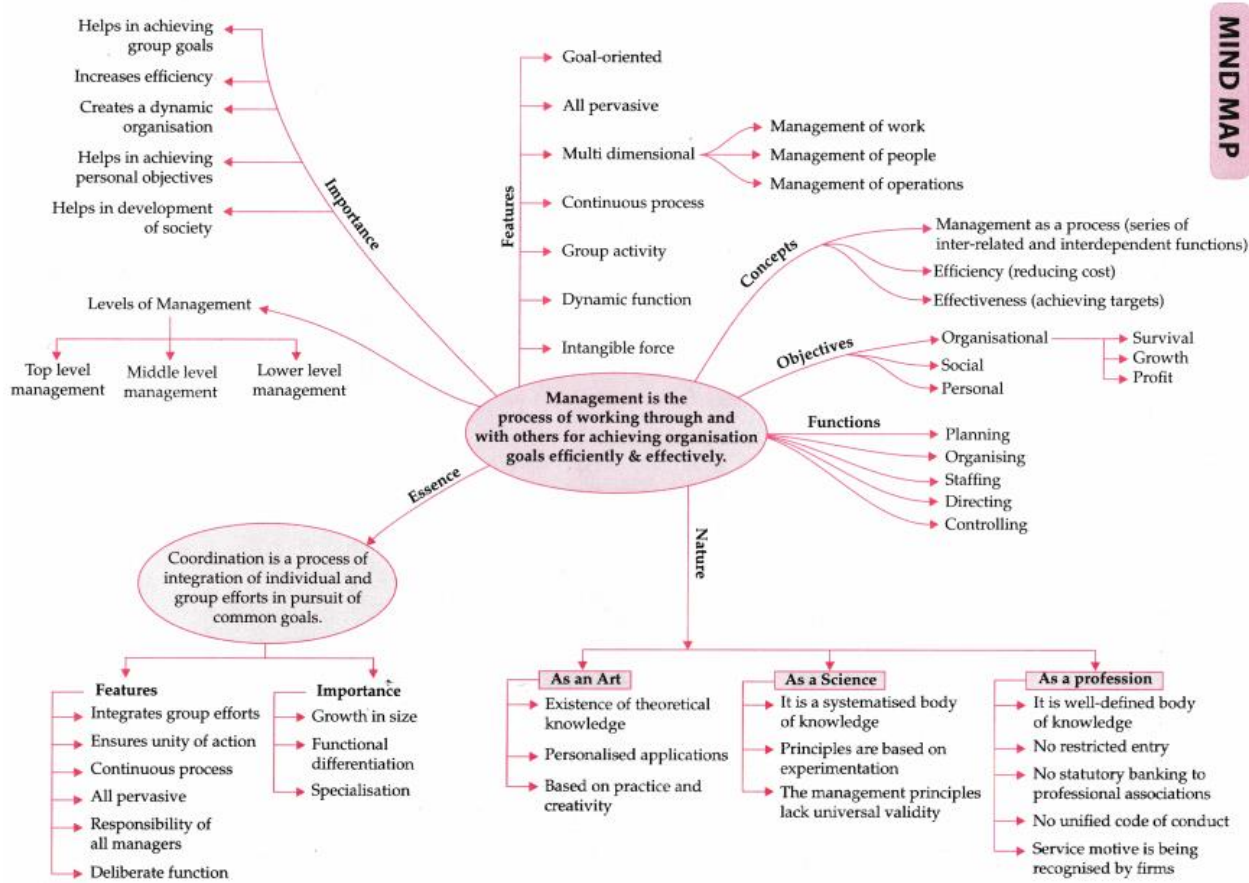 MIND MAP
Helps in achieving
group goals
Increases efficiency
Creates a dynamic
organisation
Helps in achieving
personal objectives
Helps in development
of society
Importance
Features
Goal-oriented
All pervasive
Multi dimensional
Management of work
Management of people
Management of operations
Continuous process
Group activity
Dynamic function
Intangible force
Concepts
Management as a process (series of
inter-related and interdependent functions)
Efficiency (reducing cost)
Effectiveness (achieving targets)
Objectives
Organisational
Survival
Growth
Profit
Social
Personal
Levels of Management
Top level
management
Middle level
management
Lower level
management
Management is the
process of working through and
with others for achieving organisation
goals efficiently & effectively.
Functions
Planning
Organising
Staffing
Directing
Controlling
Essence
Coordination is a process of
integration of individual and
group efforts in pursuit of
common goals.
Features
Integrates group efforts
Ensures unity of action
Continuous process
All pervasive
Responsibility of
all managers
Deliberate function
Importance
Growth in size
Functional
differentiation
Specialisation
Nature
As an Art
Existence of theoretical
knowledge
Personalised applications
Based on practice and
creativity
As a Science
It is a systematised body
of knowledge
Principles are based on
experimentation
The management principles
lack universal validity
As a profession
It is well-defined body
of knowledge
No restricted entry
No statutory banking to
professional associations
No unified code of conduct
Service motive is being
recognised by firms